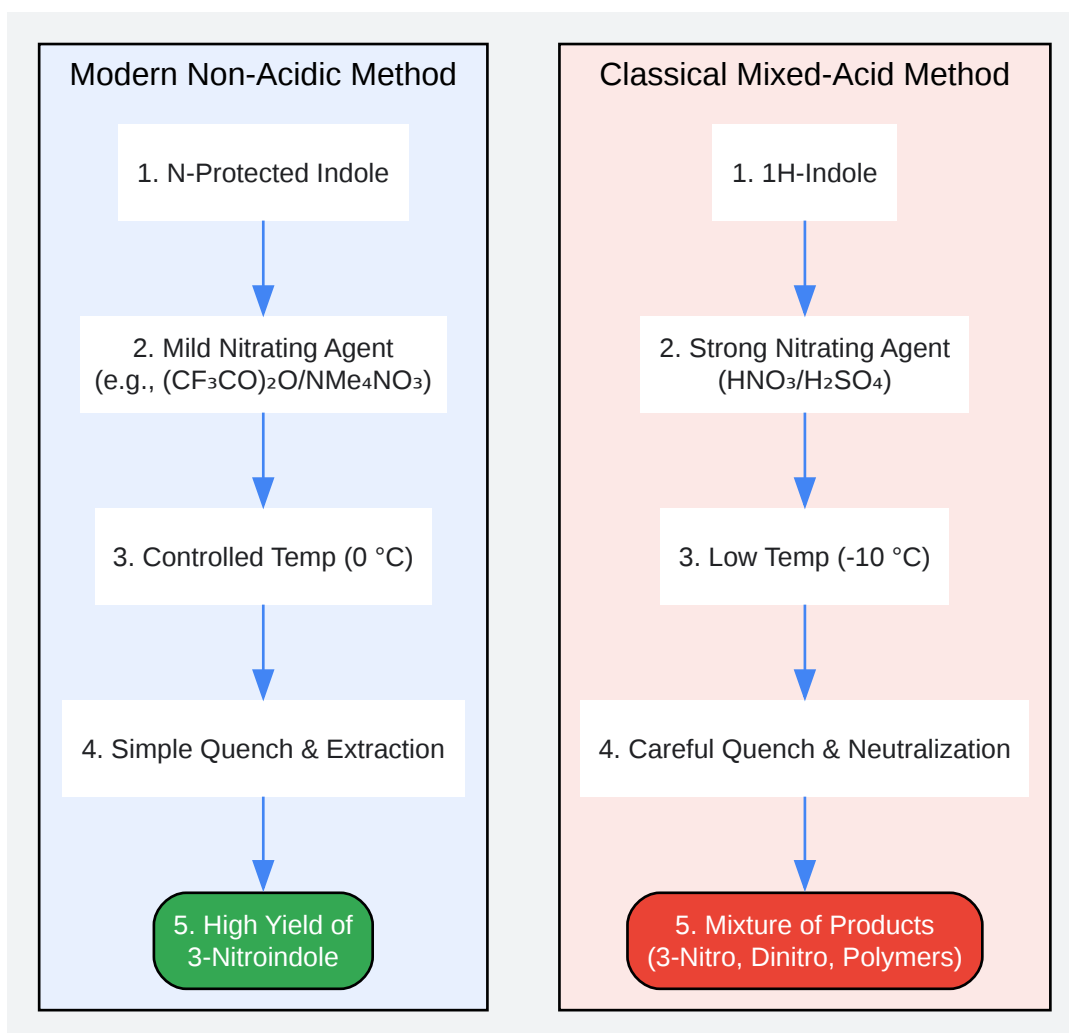 Modern Non-Acidic Method
1. N-Protected Indole
2. Mild Nitrating Agent
(e.g., (CF₃CO)₂O/NMe₄NO₃)
3. Controlled Temp (0 °C)
4. Simple Quench & Extraction
5. High Yield of
3-Nitroindole
Classical Mixed-Acid Method
1. 1H-Indole
2. Strong Nitrating Agent
(HNO₃/H₂SO₄)
3. Low Temp (-10 °C)
4. Careful Quench & Neutralization
5. Mixture of Products
(3-Nitro, Dinitro, Polymers)